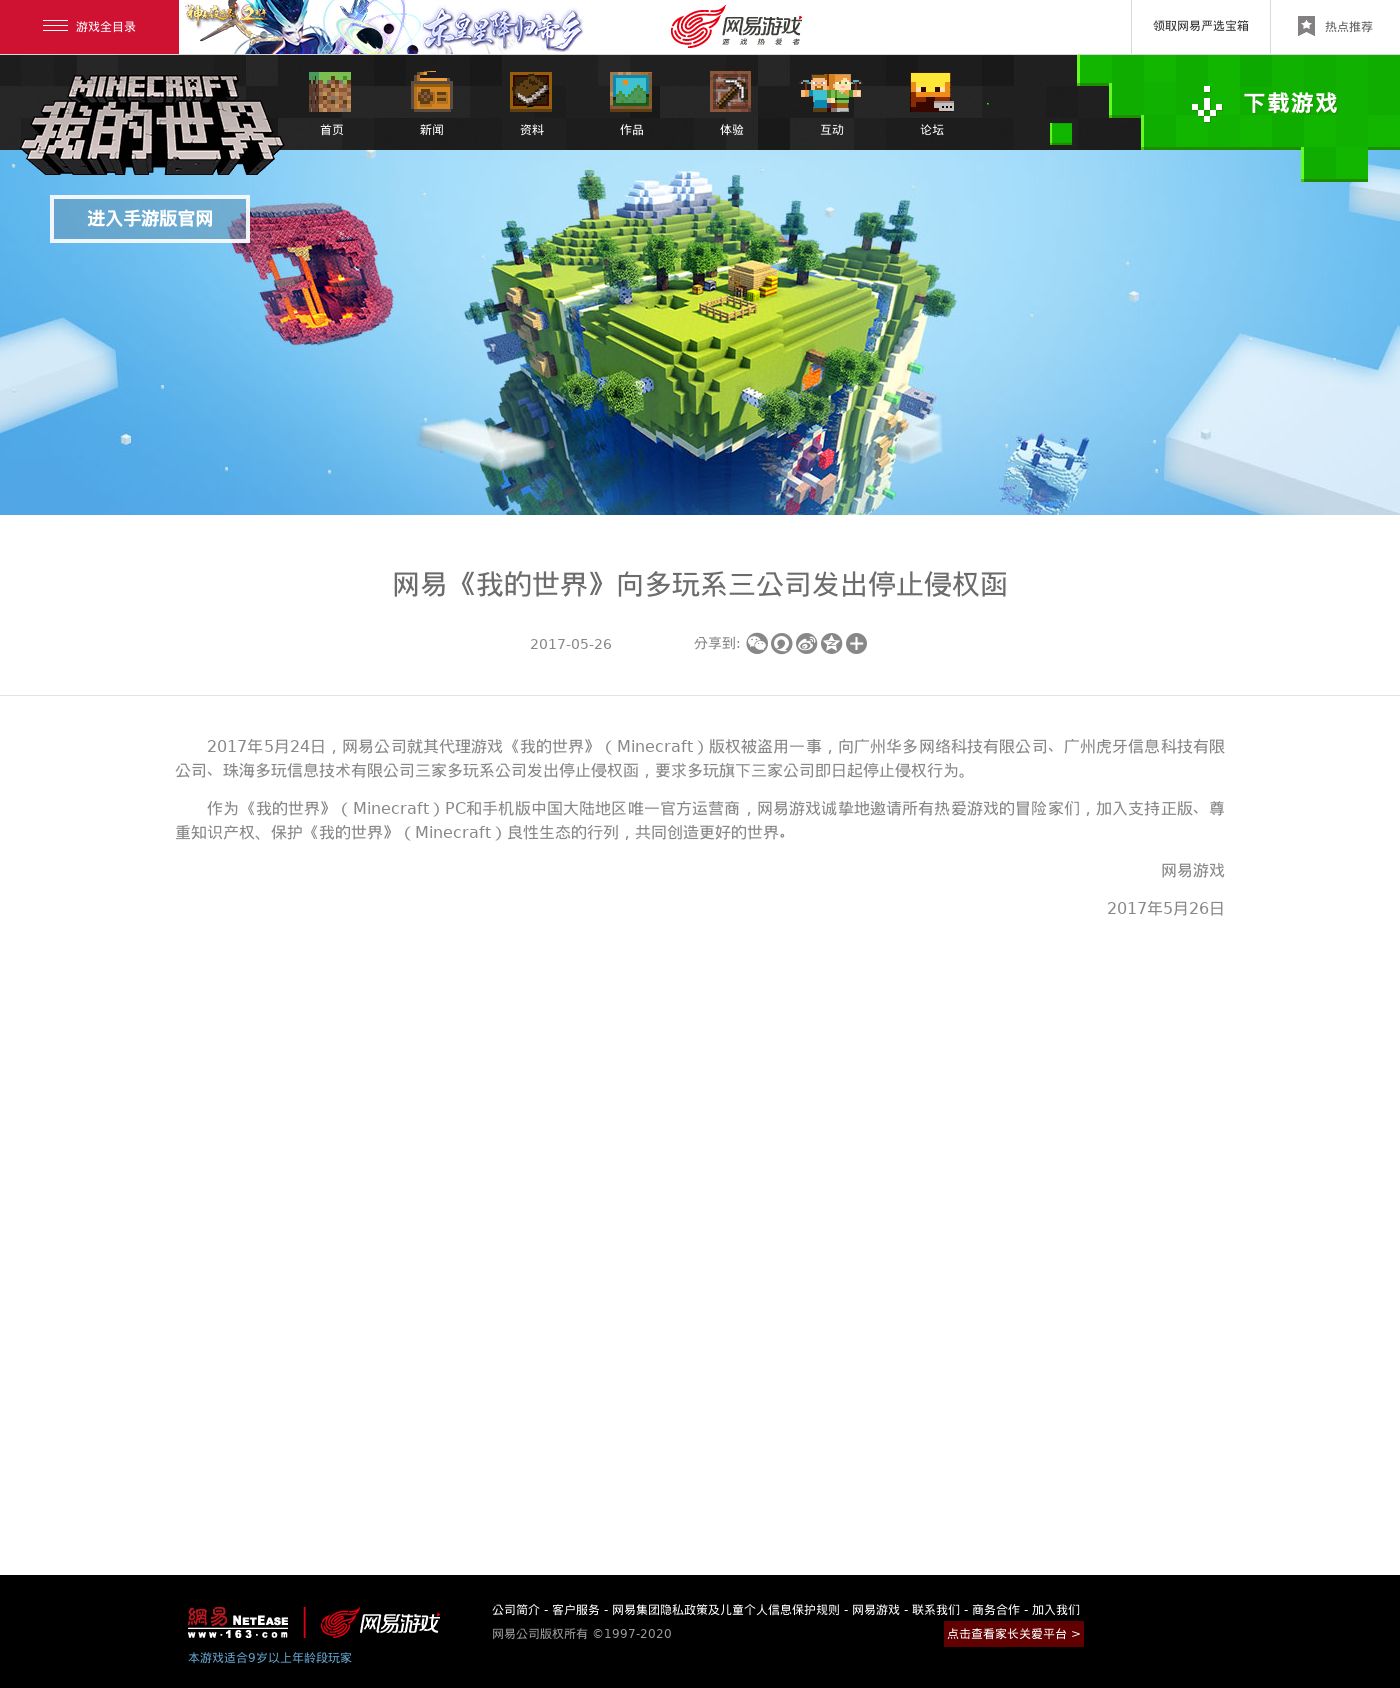 游戏全目录
东皇星降归帝乡
网易游戏
游戏热爱者
领取网易严选宝箱
热点推荐
MINECRAFT
我的世界
首页
新闻
资料
作品
体验
互动
论坛
下载游戏
进入手游版官网
网易《我的世界》向多玩系三公司发出停止侵权函
2017-05-26
分享到:
2017年5月24日，网易公司就其代理游戏《我的世界》（Minecraft）版权被盗用一事，向广州华多网络科技有限公司、广州虎牙信息科技有限
公司、珠海多玩信息技术有限公司三家多玩系公司发出停止侵权函，要求多玩旗下三家公司即日起停止侵权行为。
作为《我的世界》（Minecraft）PC和手机版中国大陆地区唯一官方运营商，网易游戏诚挚地邀请所有热爱游戏的冒险家们，加入支持正版、尊
重知识产权、保护《我的世界》（Minecraft）良性生态的行列，共同创造更好的世界。
网易游戏
2017年5月26日
網易 NETEASE
www.163.com
网易游戏
公司简介 - 客户服务 - 网易集团隐私政策及儿童个人信息保护规则 - 网易游戏 - 联系我们 - 商务合作 - 加入我们
网易公司版权所有 ©1997-2020
点击查看家长关爱平台 >
本游戏适合9岁以上年龄段玩家